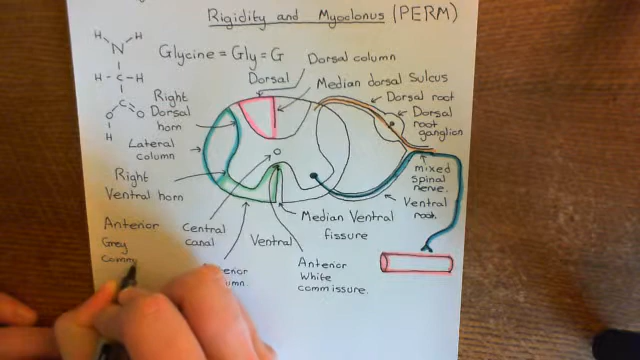 Rigidity and Myoclonus (PERM)
Glycine = Gly = G
H H
N
H - C - H
C
O O
H
Dorsal column
Dorsal
Median dorsal Sulcus
Dorsal root
Dorsal
root
ganglion
Right
Dorsal
horn
Lateral
column
Right
Ventral horn
mixed
spinal
nerve.
Ventral
root.
Anterior
Grey
Comm
Central
canal
Ventral
Median Ventral
fissure
Anterior
White
commissure.